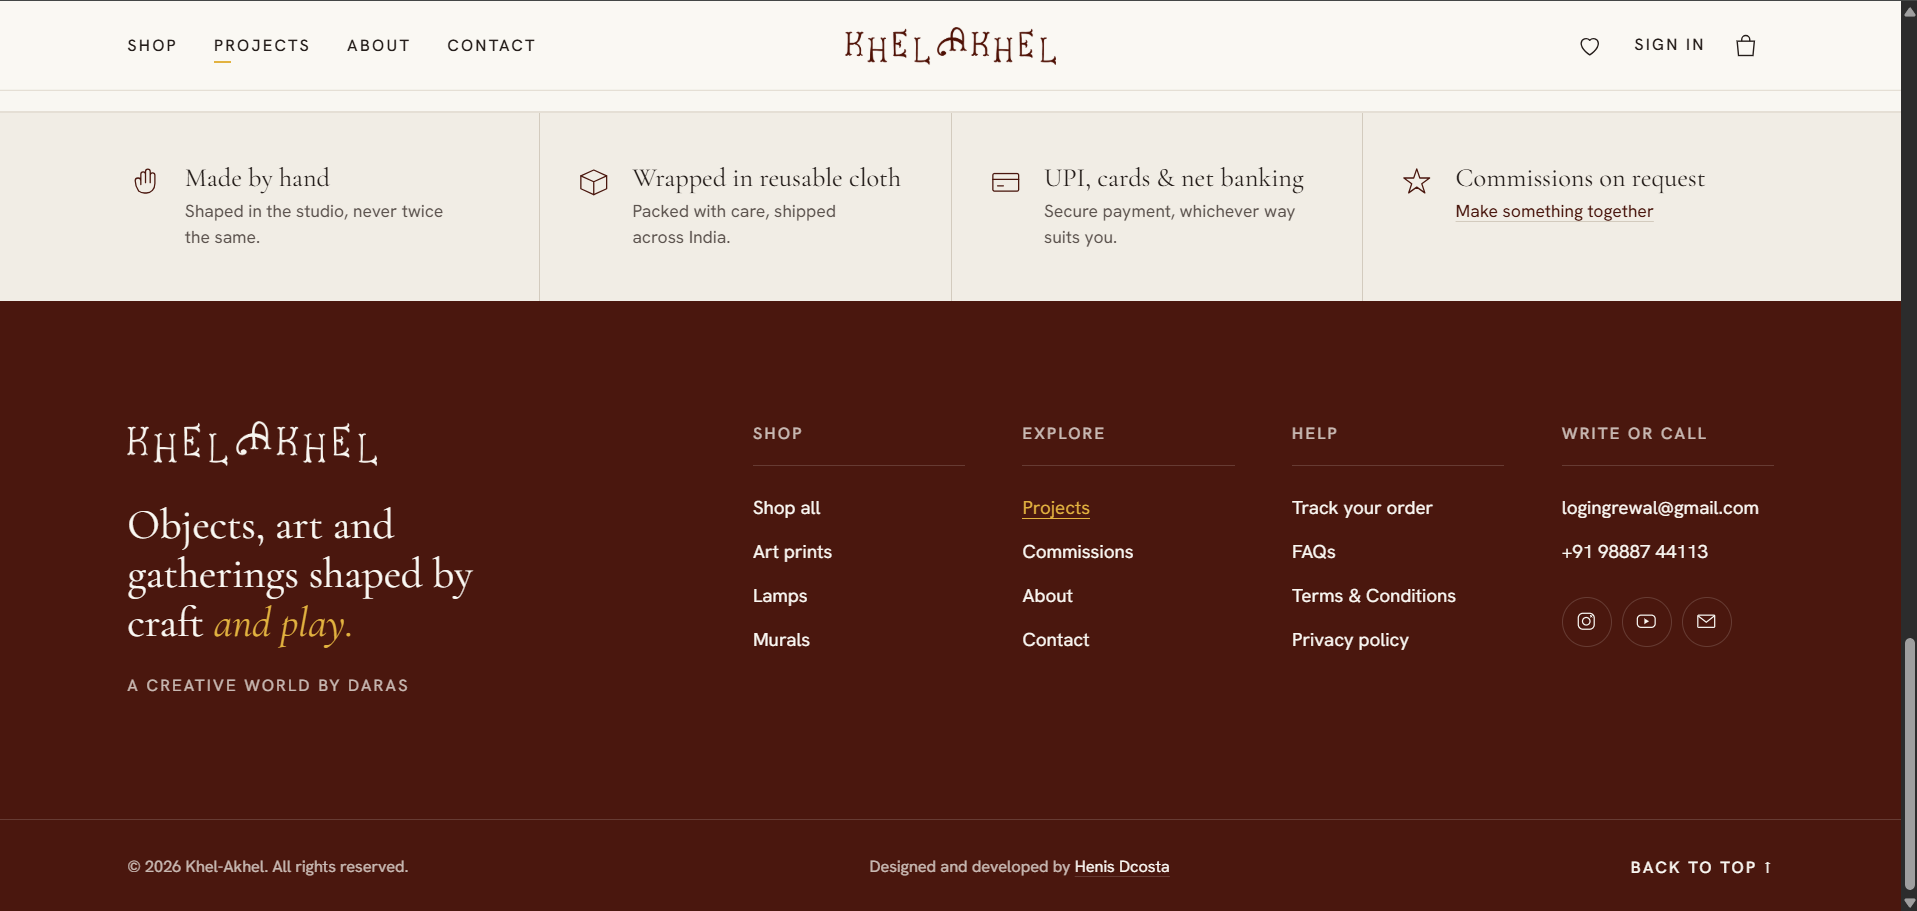 SHOP PROJECTS ABOUT CONTACT
KHEL AKHEL
SIGN IN
Made by hand
Shaped in the studio, never twice
the same.
Wrapped in reusable cloth
Packed with care, shipped
across India.
UPI, cards & net banking
Secure payment, whichever way
suits you.
Commissions on request
Make something together
KHEL AKHEL
Objects, art and
gatherings shaped by
craft and play.
A CREATIVE WORLD BY DARAS
SHOP
Shop all
Art prints
Lamps
Murals
EXPLORE
Projects
Commissions
About
Contact
HELP
Track your order
FAQs
Terms & Conditions
Privacy policy
WRITE OR CALL
logingrewal@gmail.com
+91 98887 44113
© 2026 Khel-Akhel. All rights reserved.
Designed and developed by Henis Dcosta
BACK TO TOP ↑